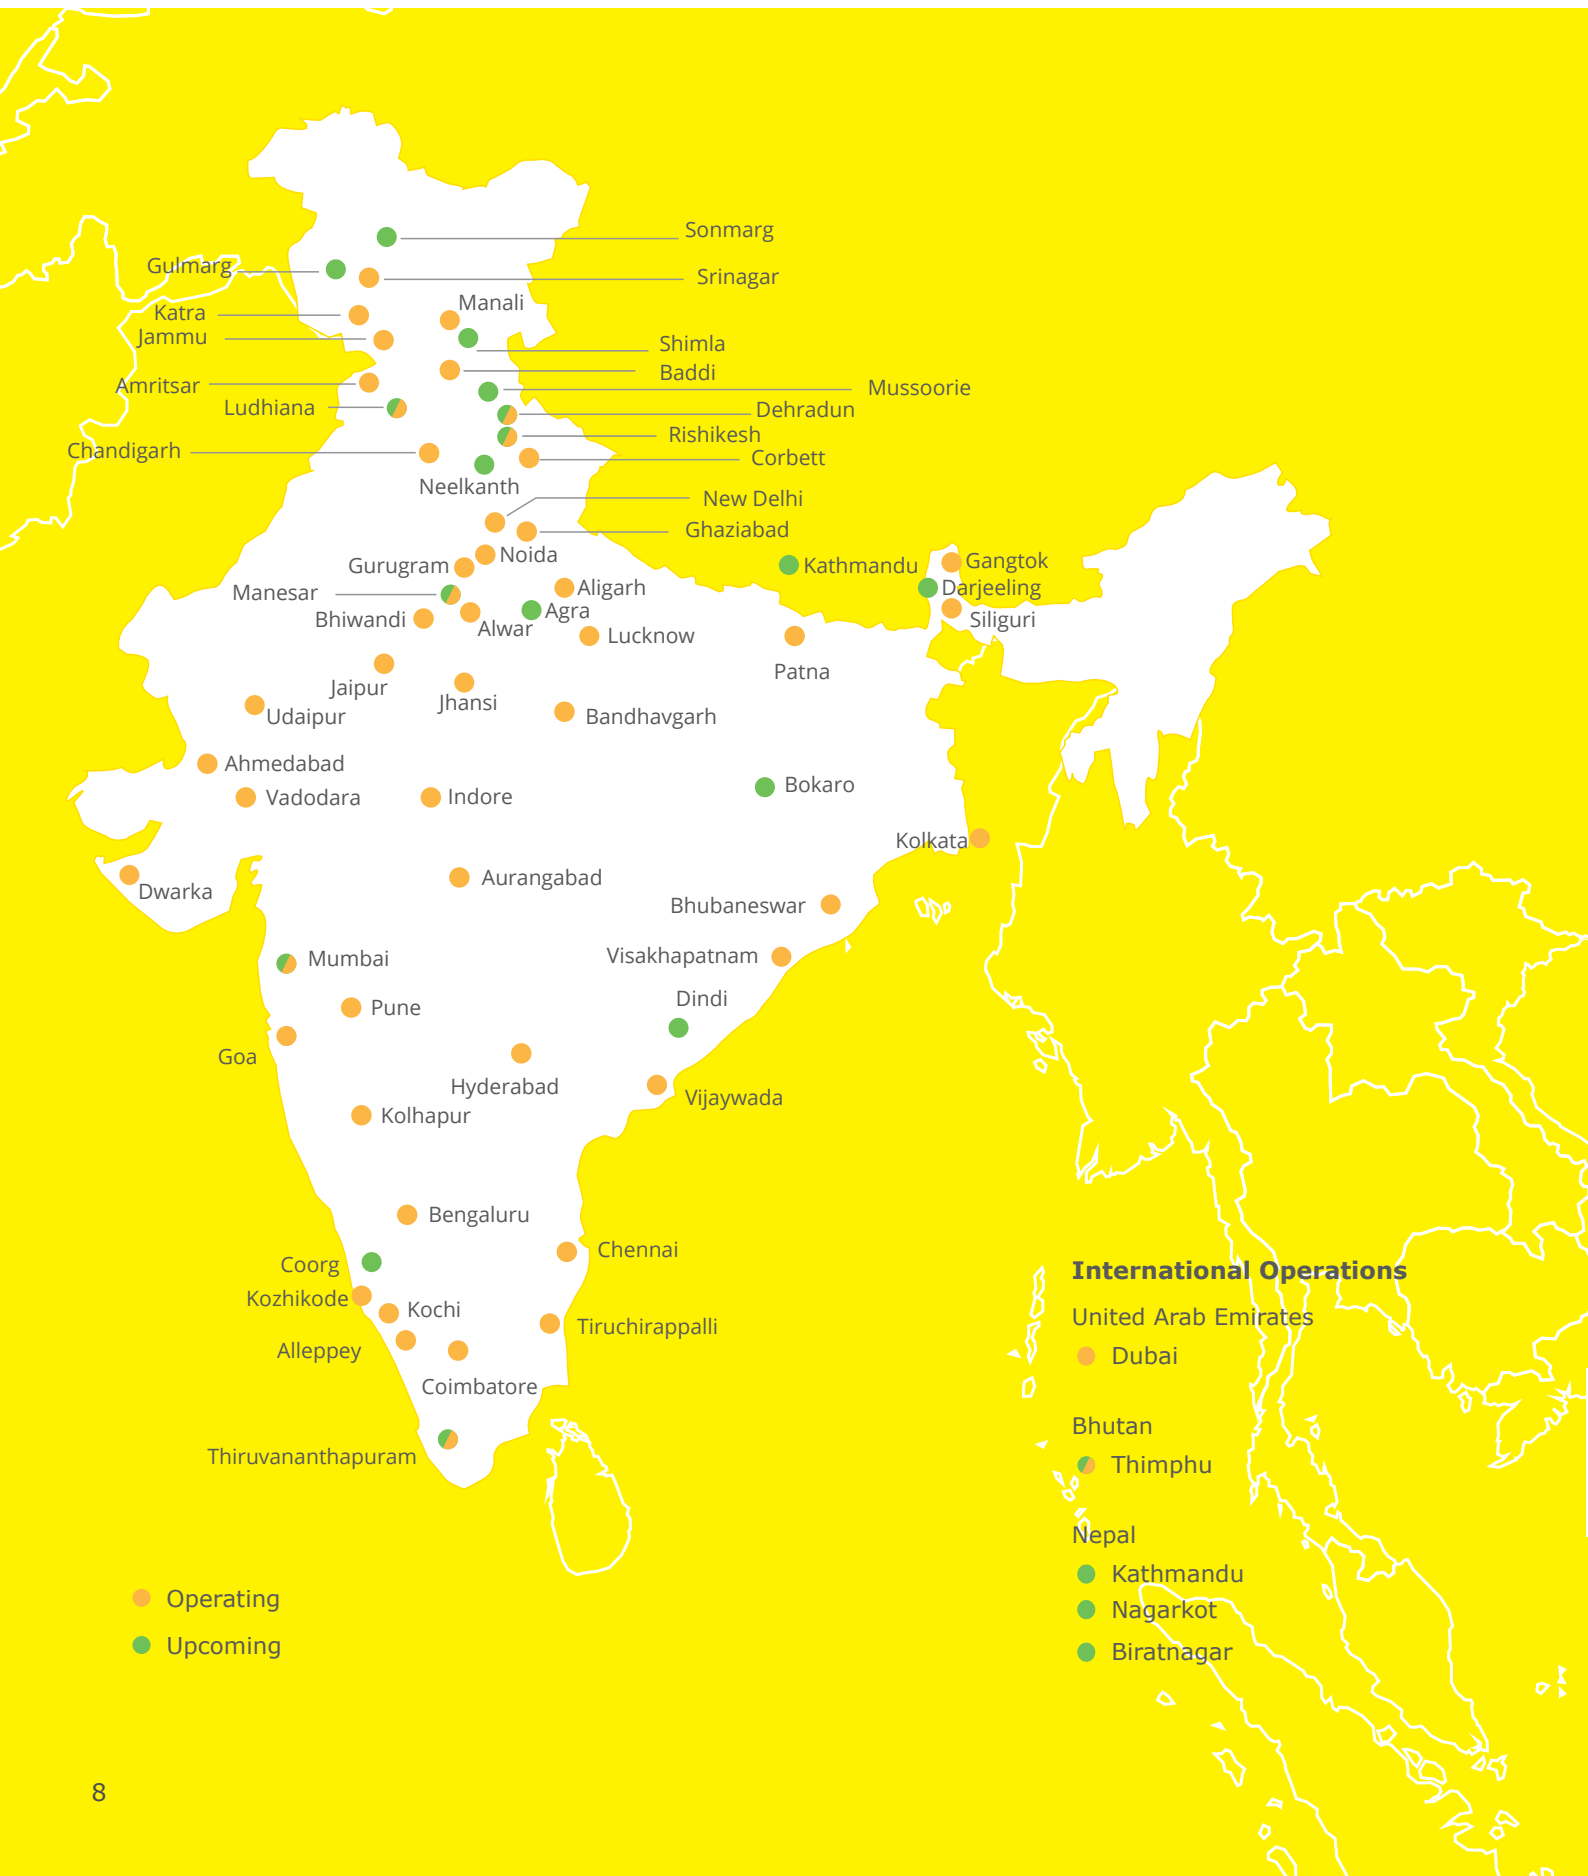 Sonmarg
Gulmarg
Srinagar
Manali
Katra
Jammu
Shimla
Baddi
Amritsar
Mussoorie
Ludhiana
Dehradun
Rishikesh
Chandigarh
Corbett
Neelkanth
New Delhi
Ghaziabad
Noida
Gurugram
Kathmandu
Gangtok
Manesar
Aligarh
Darjeeling
Bhiwandi
Agra
Siliguri
Alwar
Lucknow
Patna
Jaipur
Jhansi
Udaipur
Bandhavgarh
Ahmedabad
Bokaro
Vadodara
Indore
Kolkata
Aurangabad
Dwarka
Bhubaneswar
Visakhapatnam
Mumbai
Dindi
Pune
Goa
Hyderabad
Vijaywada
Kolhapur
Bengaluru
Chennai
Coorg
Kozhikode
Kochi
Tiruchirappalli
Alleppey
Coimbatore
Thiruvananthapuram
International Operations
United Arab Emirates
Dubai
Bhutan
Thimphu
Nepal
Kathmandu
Nagarkot
Biratnagar
Operating
Upcoming
8